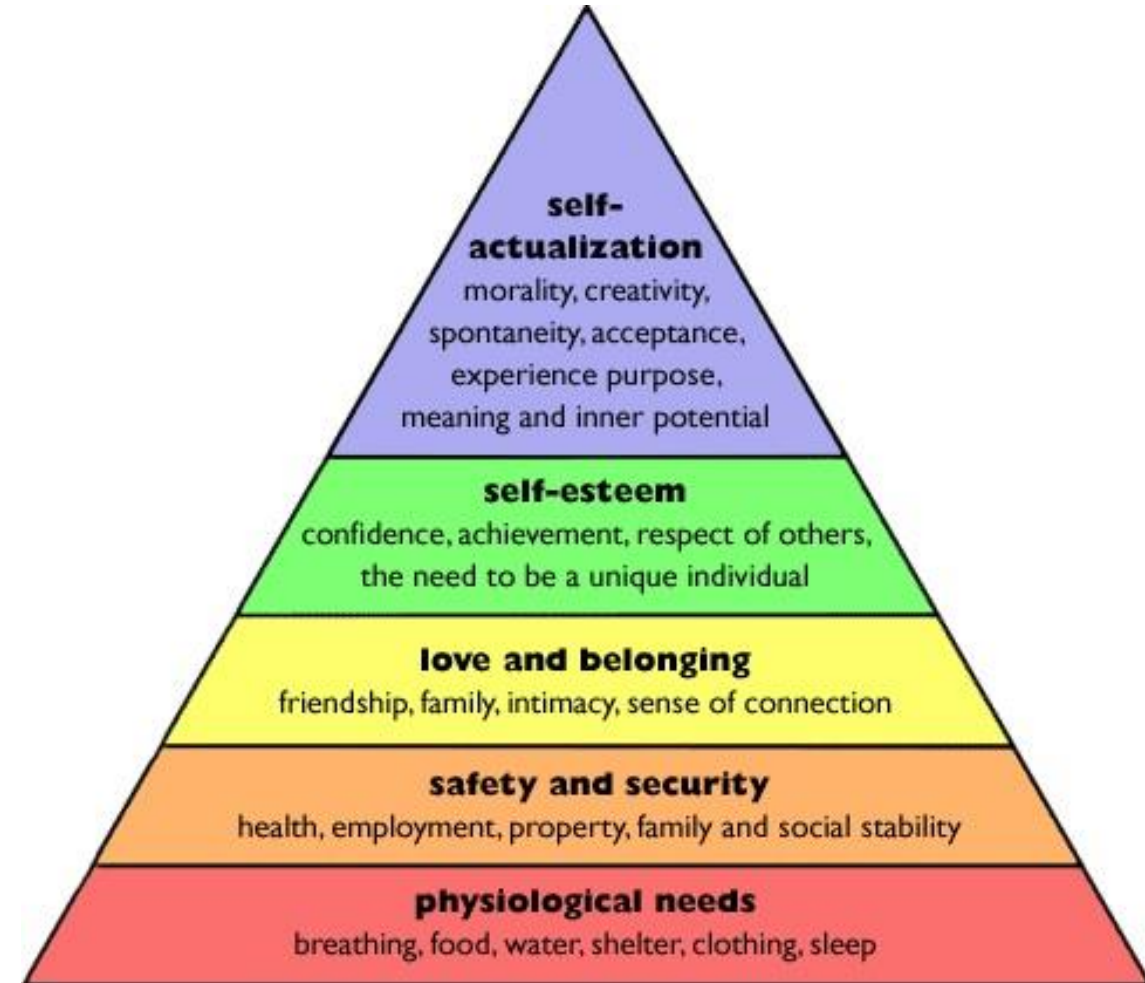 self-
actualization
morality, creativity,
spontaneity, acceptance,
experience purpose,
meaning and inner potential
self-esteem
confidence, achievement, respect of others,
the need to be a unique individual
love and belonging
friendship, family, intimacy, sense of connection
safety and security
health, employment, property, family and social stability
physiological needs
breathing, food, water, shelter, clothing, sleep